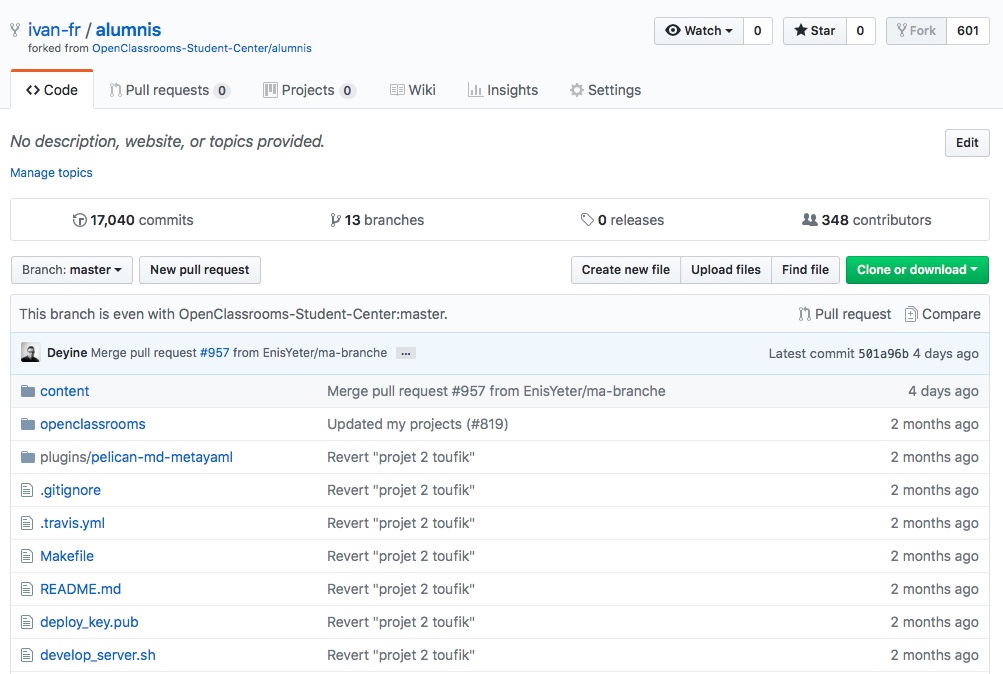 ivan-fr / alumnis Watch 0 Star 0 Fork 601
forked from OpenClassrooms-Student-Center/alumnis
Code Pull requests 0 Projects 0 Wiki Insights Settings
No description, website, or topics provided. Edit
Manage topics
17,040 commits 13 branches 0 releases 348 contributors
Branch: master New pull request Create new file Upload files Find file Clone or download
This branch is even with OpenClassrooms-Student-Center:master. Pull request Compare
Deyine Merge pull request #957 from EnisYeter/ma-branche ... Latest commit 501a96b 4 days ago
content Merge pull request #957 from EnisYeter/ma-branche 4 days ago
openclassrooms Updated my projects (#819) 2 months ago
plugins/pelican-md-metayaml Revert "projet 2 toufik" 2 months ago
.gitignore Revert "projet 2 toufik" 2 months ago
.travis.yml Revert "projet 2 toufik" 2 months ago
Makefile Revert "projet 2 toufik" 2 months ago
README.md Revert "projet 2 toufik" 2 months ago
deploy_key.pub Revert "projet 2 toufik" 2 months ago
develop_server.sh Revert "projet 2 toufik" 2 months ago